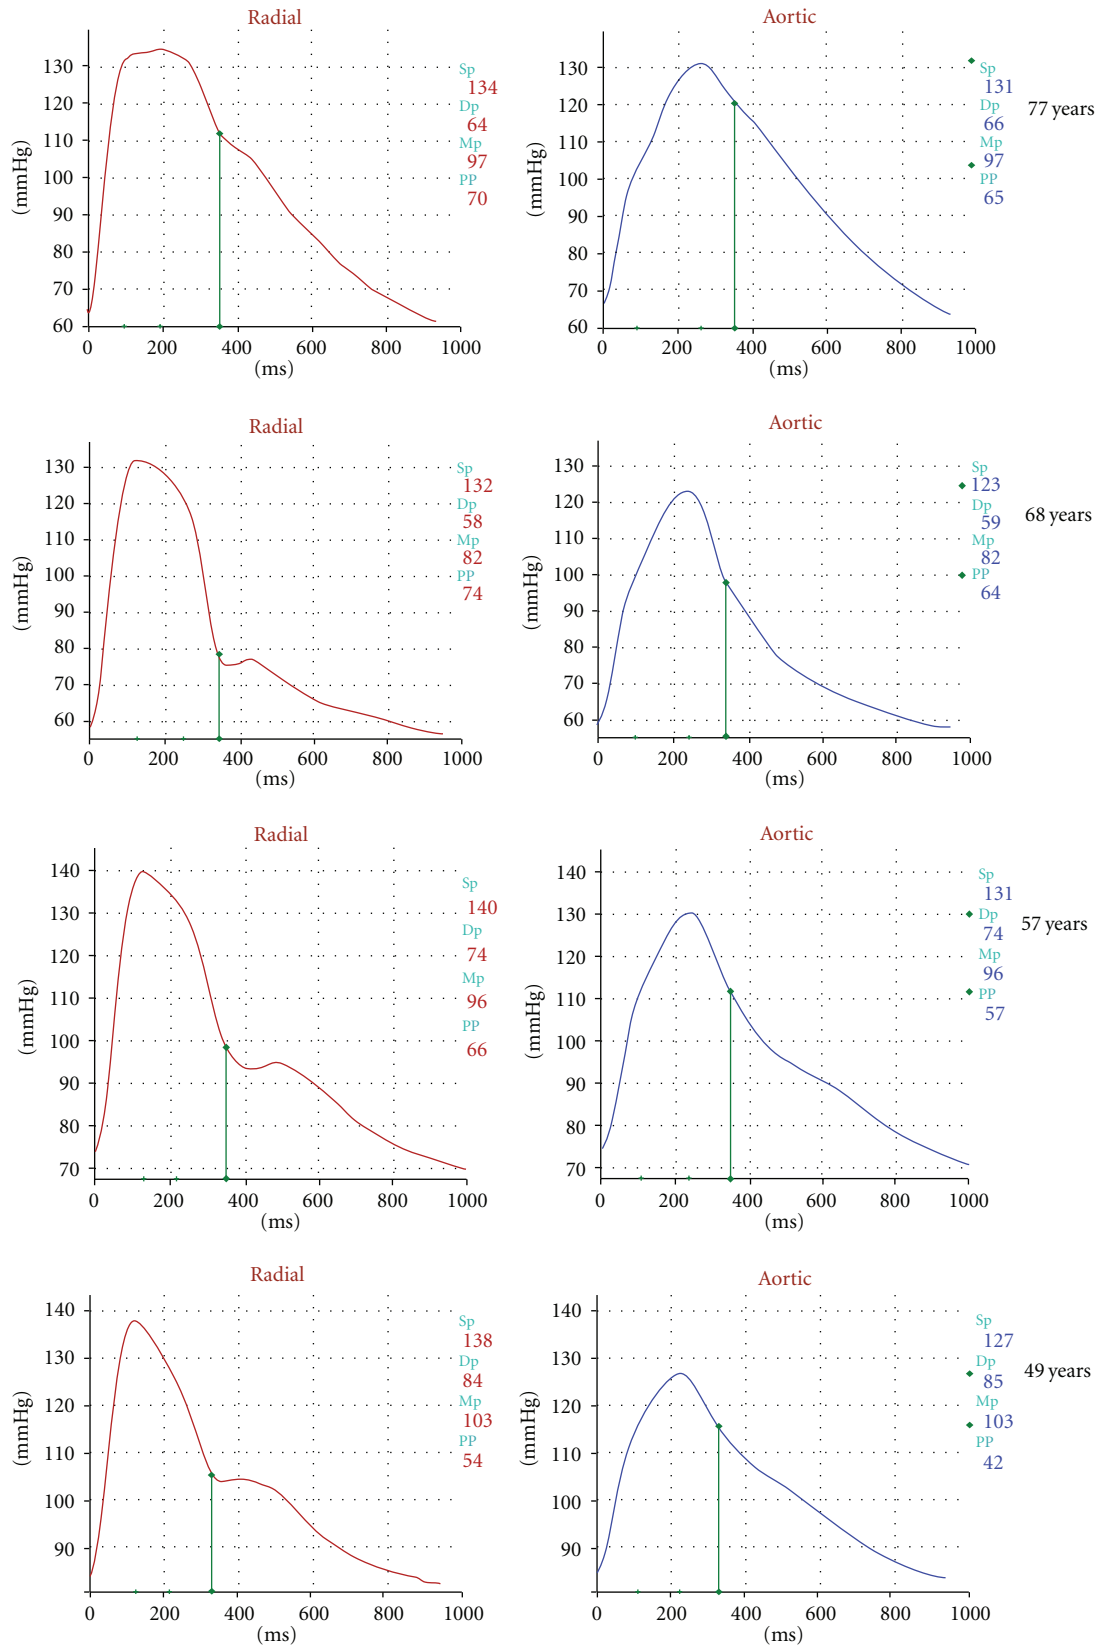 Radial
130
120
110
100
90
80
70
60
(mmHg)
0 200 400 600 800 1000
(ms)
Sp
134
Dp
64
Mp
97
PP
70
Aortic
130
120
110
100
90
80
70
60
(mmHg)
0 200 400 600 800 1000
(ms)
Sp
131
Dp
66
Mp
97
PP
65
77 years
Radial
130
120
110
100
90
80
70
60
(mmHg)
0 200 400 600 800 1000
(ms)
Sp
132
Dp
58
Mp
82
PP
74
Aortic
130
120
110
100
90
80
70
60
(mmHg)
0 200 400 600 800 1000
(ms)
Sp
123
Dp
59
Mp
82
PP
64
68 years
Radial
140
130
120
110
100
90
80
70
(mmHg)
0 200 400 600 800 1000
(ms)
Sp
140
Dp
74
Mp
96
PP
66
Aortic
140
130
120
110
100
90
80
70
(mmHg)
0 200 400 600 800 1000
(ms)
Sp
131
Dp
74
Mp
96
PP
57
57 years
Radial
140
130
120
110
100
90
(mmHg)
0 200 400 600 800 1000
(ms)
Sp
138
Dp
84
Mp
103
PP
54
Aortic
140
130
120
110
100
90
(mmHg)
0 200 400 600 800 1000
(ms)
Sp
127
Dp
85
Mp
103
PP
42
49 years